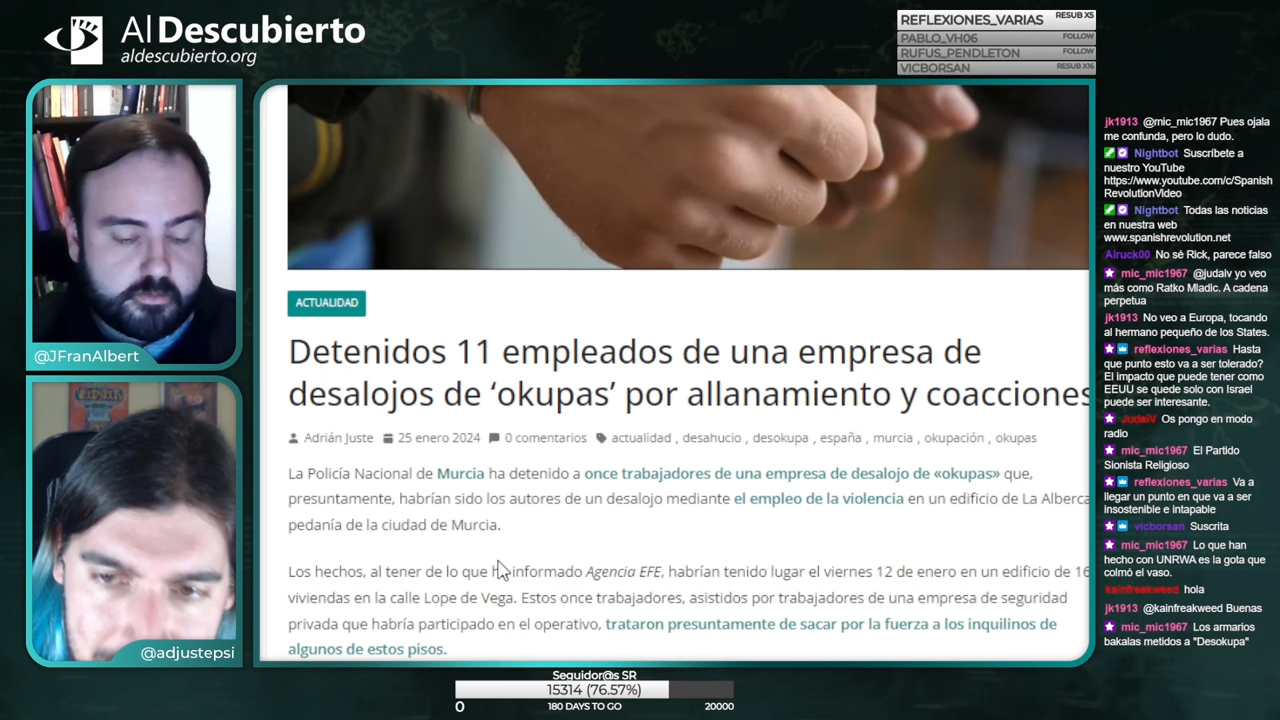 Al Descubierto
aldescubierto.org
REFLEXIONES_VARIAS RESUB X5
PABLO_VH06 FOLLOW
RUFUS_PENDLETON FOLLOW
VICBORSAN RESUB X16
@JFranAlbert
@adjustepsi
ACTUALIDAD
Detenidos 11 empleados de una empresa de
desalojos de ‘okupas’ por allanamiento y coacciones
Adrián Juste 25 enero 2024 0 comentarios actualidad , desahucio , desokupa , españa , murcia , okupación , okupas
La Policía Nacional de Murcia ha detenido a once trabajadores de una empresa de desalojo de «okupas» que,
presuntamente, habrían sido los autores de un desalojo mediante el empleo de la violencia en un edificio de La Alberca
pedanía de la ciudad de Murcia.
Los hechos, al tener de lo que h informado Agencia EFE, habrían tenido lugar el viernes 12 de enero en un edificio de 16
viviendas en la calle Lope de Vega. Estos once trabajadores, asistidos por trabajadores de una empresa de seguridad
privada que habría participado en el operativo, trataron presuntamente de sacar por la fuerza a los inquilinos de
algunos de estos pisos.
jk1913 @mic_mic1967 Pues ojala
me confunda, pero lo dudo.
Nightbot Suscríbete a
nuestro YouTube
https://www.youtube.com/c/Spanish
RevolutionVideo
Nightbot Todas las noticias
en nuestra web
www.spanishrevolution.net
Alruck00 No sé Rick, parece falso
mic_mic1967 @judaiv yo veo
más como Ratko Mladic. A cadena
perpetua
jk1913 No veo a Europa, tocando
al hermano pequeño de los States.
reflexiones_varias Hasta
que punto esto va a ser tolerado?
El impacto que puede tener como
EEUU se quede solo con Israel
puede ser interesante.
JudaIV Os pongo en modo
radio
mic_mic1967 El Partido
Sionista Religioso
reflexiones_varias Va a
llegar un punto en que va a ser
insostenible e intapable
vicborsan Suscrita
mic_mic1967 Lo que han
hecho con UNRWA es la gota que
colmó el vaso.
kainfreakweed hola
jk1913 @kainfreakweed Buenas
mic_mic1967 Los armarios
bakalas metidos a "Desokupa"
Seguidor@s SR
15314 (76.57%)
0 180 DAYS TO GO 20000